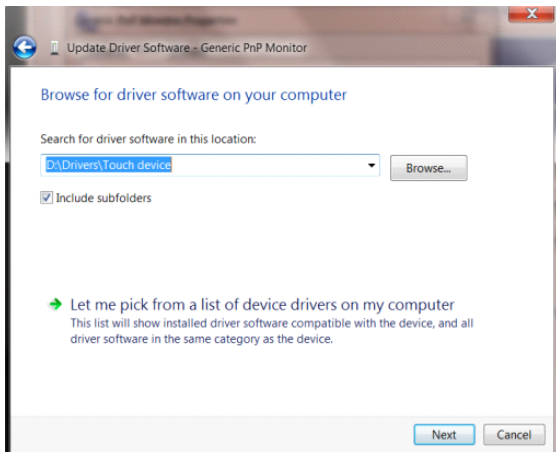 Update Driver Software - Generic PnP Monitor
Browse for driver software on your computer
Search for driver software in this location:
D:\Drivers\Touch device
Browse...
Include subfolders
Let me pick from a list of device drivers on my computer
This list will show installed driver software compatible with the device, and all
driver software in the same category as the device.
Next
Cancel